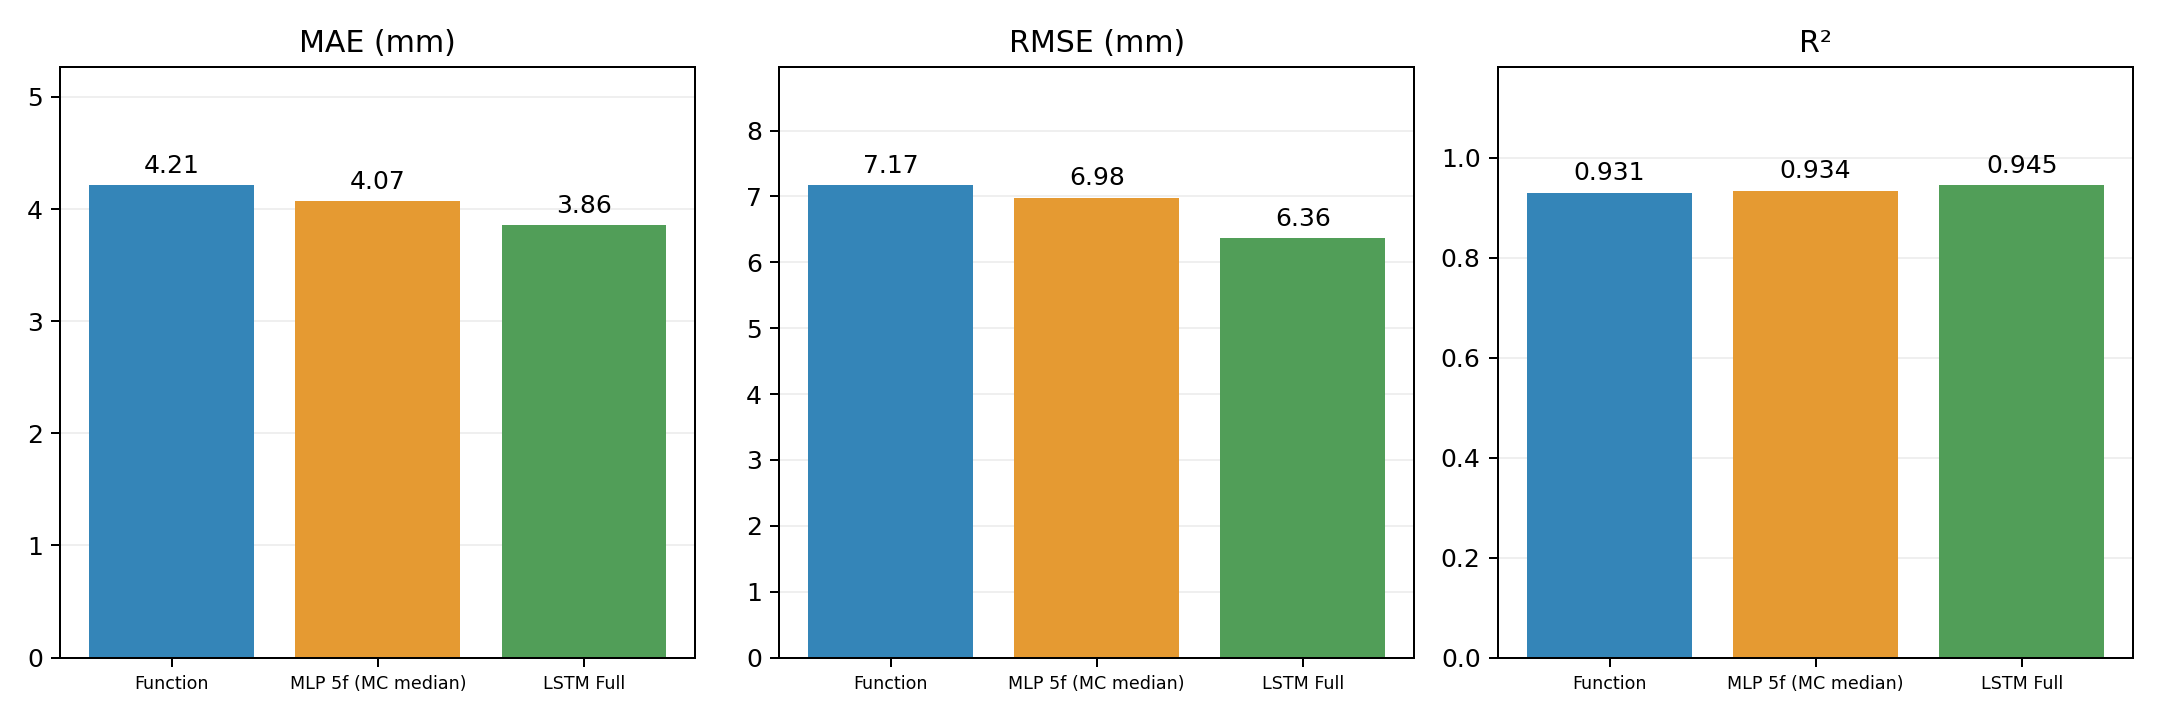 MAE (mm)
5
4
3
2
1
0
4.21
4.07
3.86
Function
MLP 5f (MC median)
LSTM Full
RMSE (mm)
8
7
6
5
4
3
2
1
0
7.17
6.98
6.36
Function
MLP 5f (MC median)
LSTM Full
R²
1.0
0.8
0.6
0.4
0.2
0.0
0.931
0.934
0.945
Function
MLP 5f (MC median)
LSTM Full